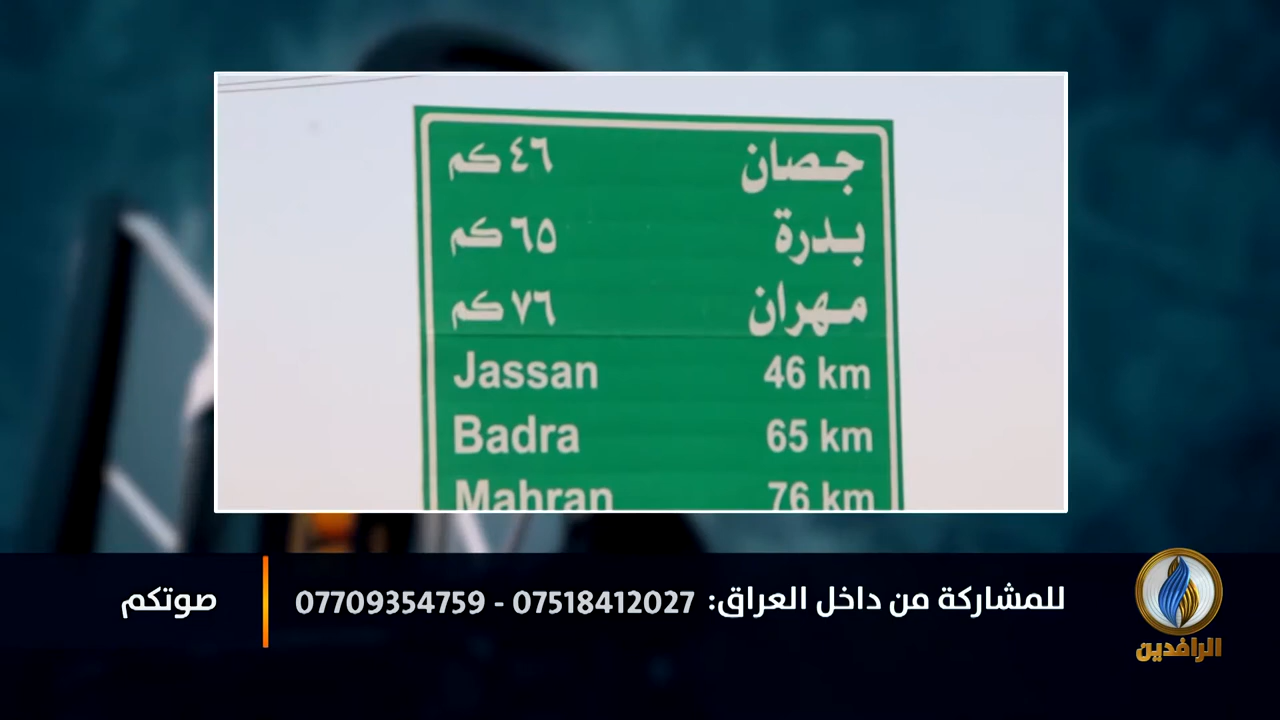 جصان ٤٦ كم
بدرة ٦٥ كم
مهران ٧٦ كم
Jassan 46 km
Badra 65 km
Mahran 76 km
للمشاركة من داخل العراق: 07518412027 - 07709354759
صوتكم
الرافدين